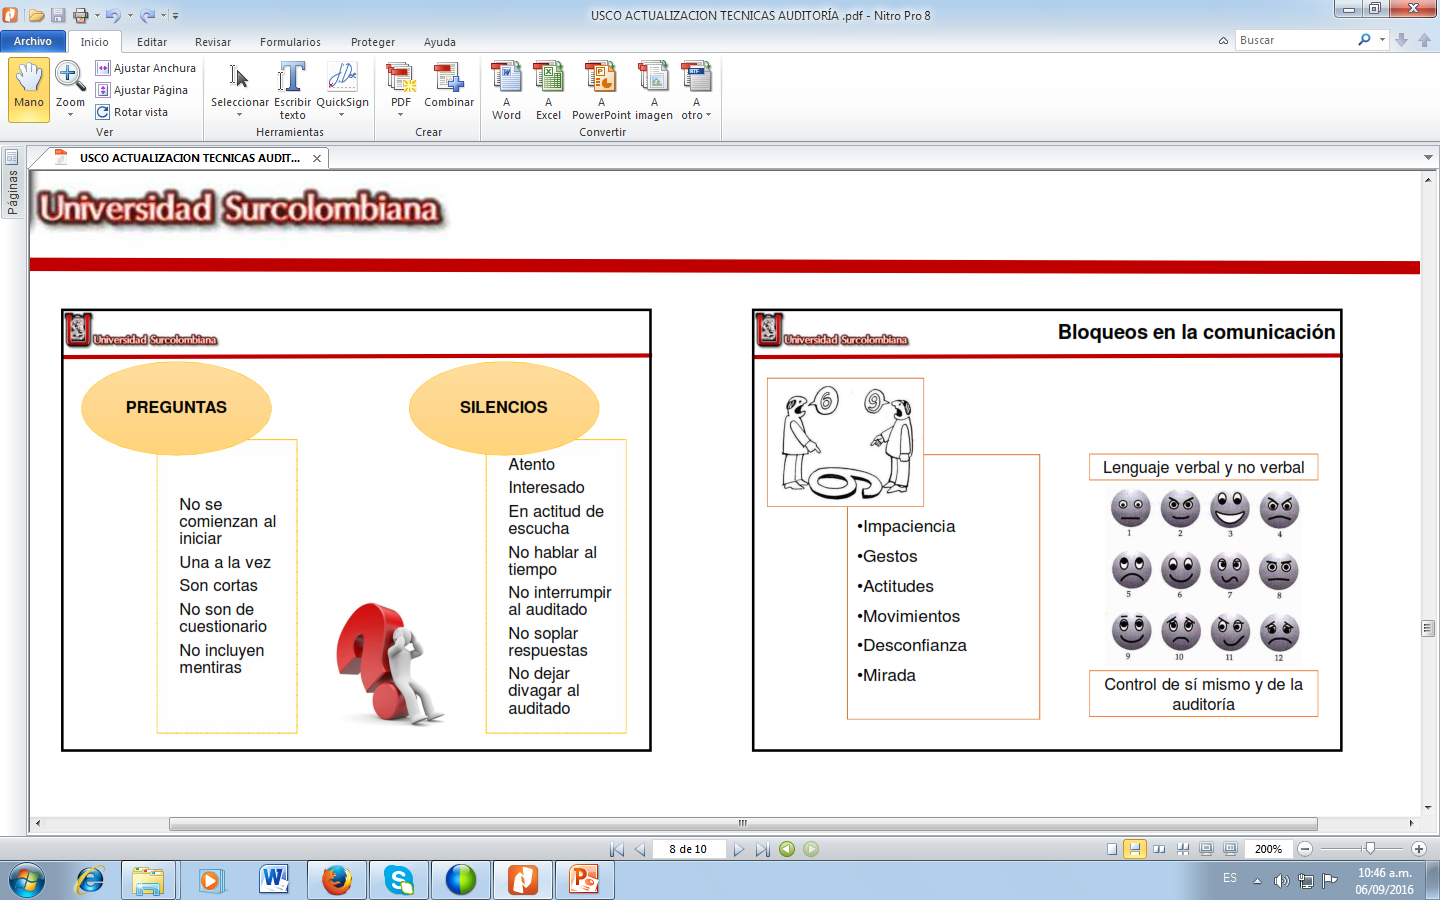 USCO ACTUALIZACION TECNICAS AUDITORÍA .pdf - Nitro Pro 8
Archivo
Inicio
Editar
Revisar
Formularios
Proteger
Ayuda
Buscar
Mano
Zoom
Ajustar Anchura
Ajustar Página
Rotar vista
Ver
Seleccionar
Escribir
texto
QuickSign
Herramientas
PDF
Combinar
Crear
A
Word
A
Excel
A
PowerPoint
A
imagen
A
otro
Convertir
USCO ACTUALIZACION TECNICAS AUDIT...
Páginas
Universidad Surcolombiana
Universidad Surcolombiana
PREGUNTAS
No se
comienzan al
iniciar
Una a la vez
Son cortas
No son de
cuestionario
No incluyen
mentiras
SILENCIOS
Atento
Interesado
En actitud de
escucha
No hablar al
tiempo
No interrumpir
al auditado
No soplar
respuestas
No dejar
divagar al
auditado
Universidad Surcolombiana
Bloqueos en la comunicación
6
9
•Impaciencia
•Gestos
•Actitudes
•Movimientos
•Desconfianza
•Mirada
Lenguaje verbal y no verbal
1 2 3 4
5 6 7 8
9 10 11 12
Control de sí mismo y de la
auditoría
8 de 10
200%
ES
10:46 a.m.
06/09/2016